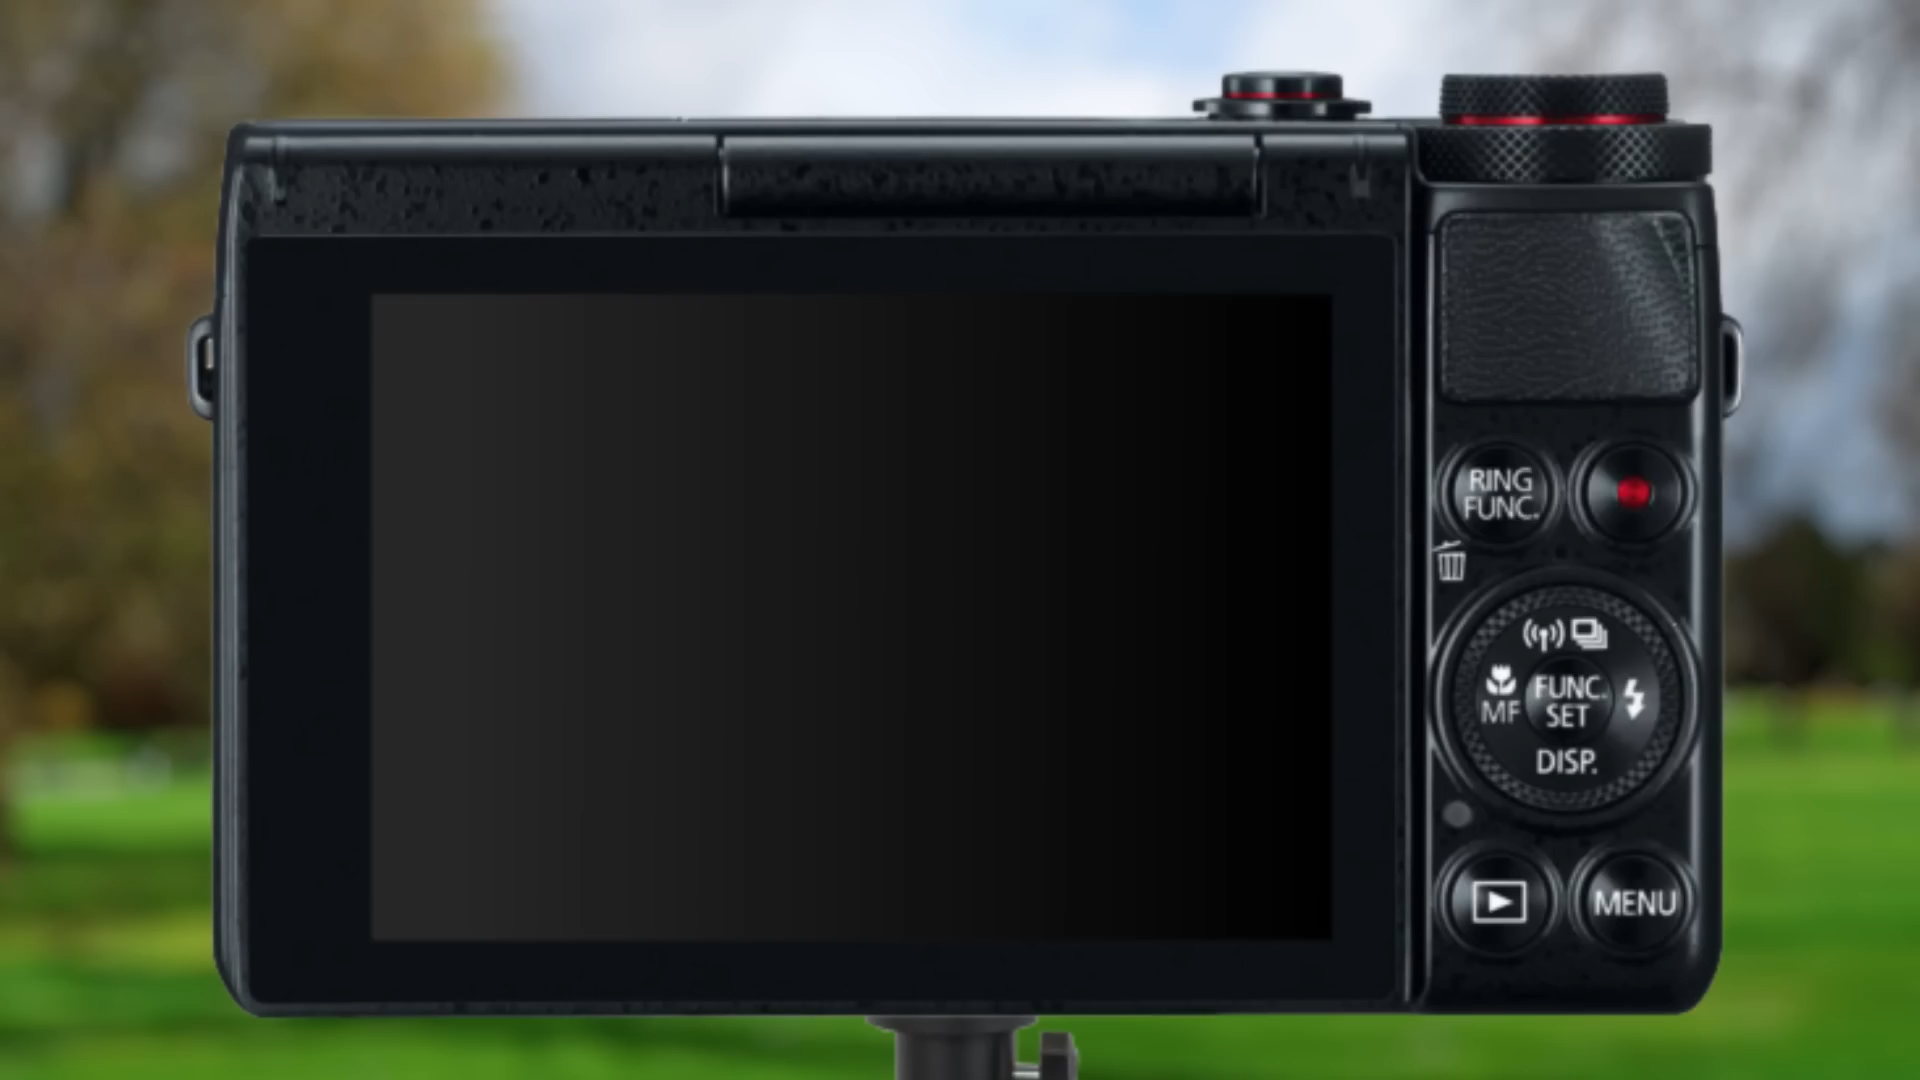 RING
FUNC.
MF
FUNC.
SET
DISP.
MENU